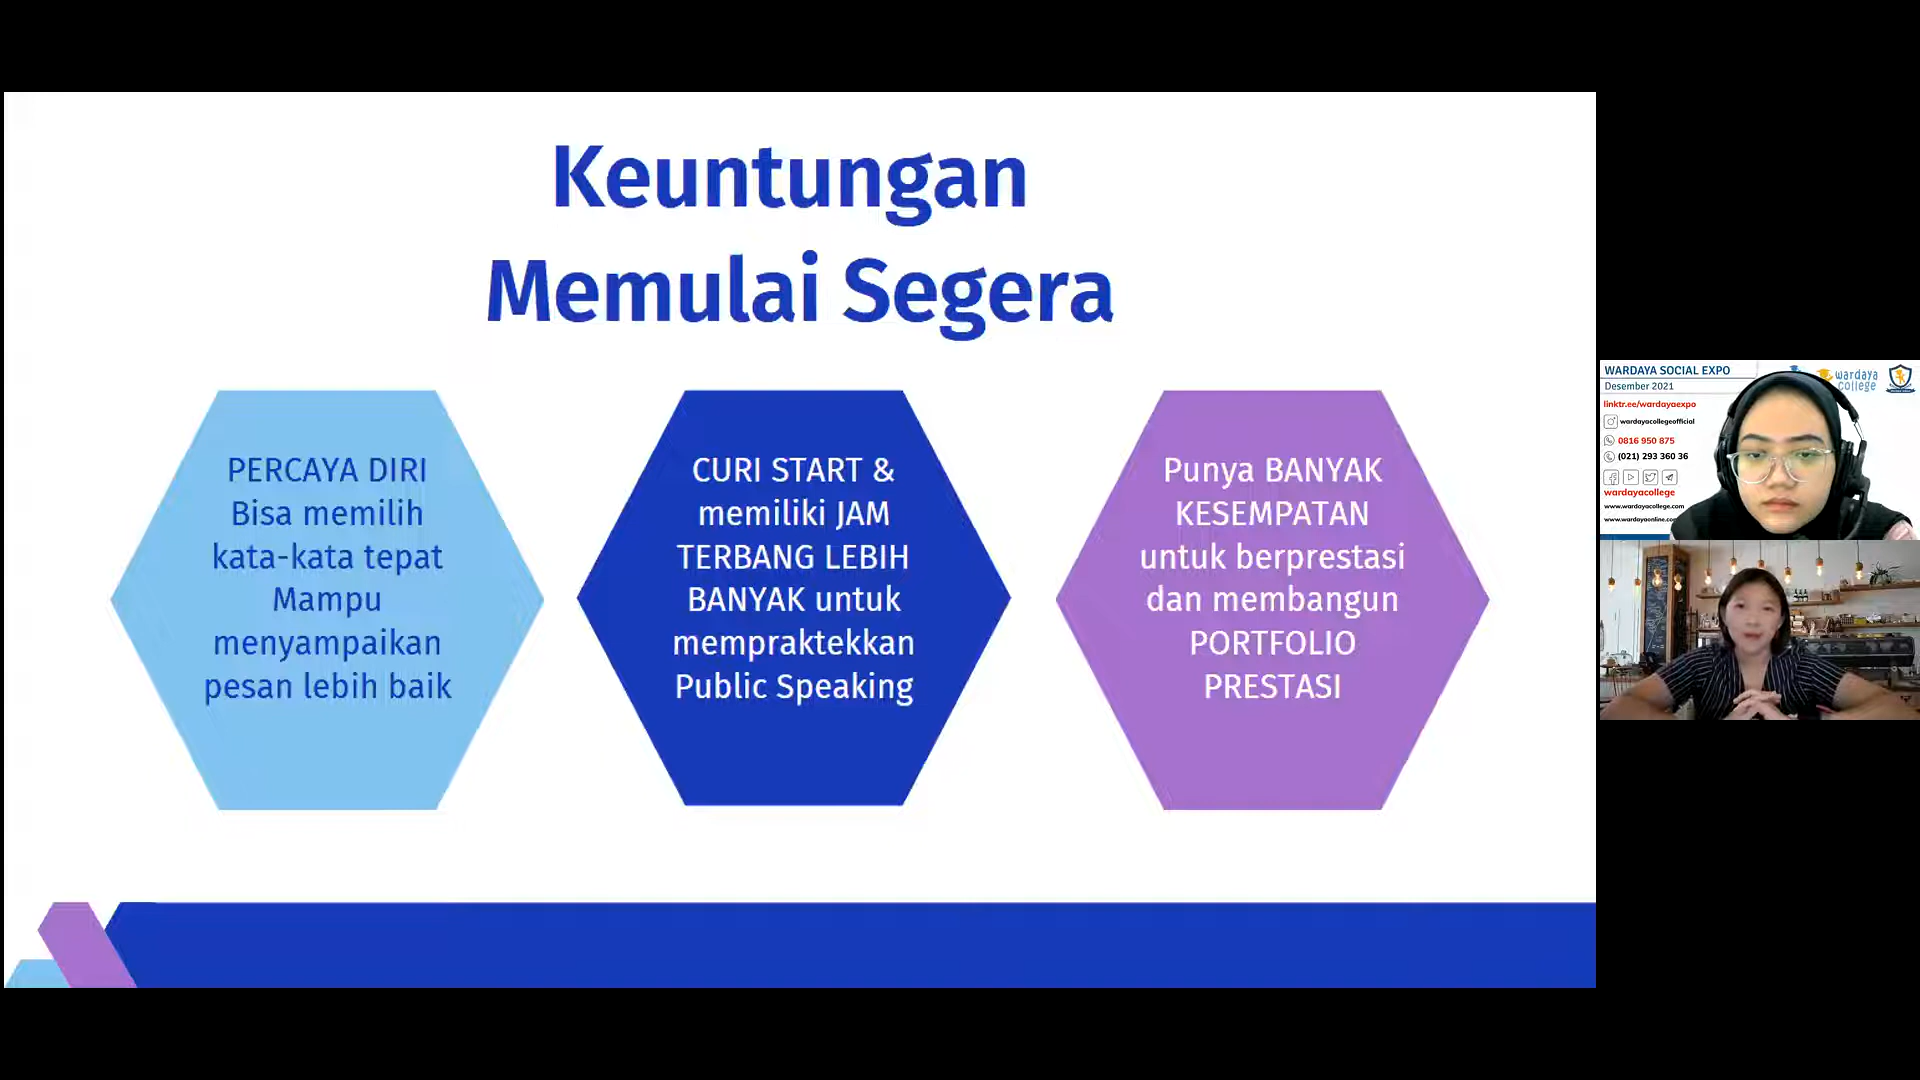 Keuntungan
Memulai Segera
PERCAYA DIRI
Bisa memilih
kata-kata tepat
Mampu
menyampaikan
pesan lebih baik
CURI START &
memiliki JAM
TERBANG LEBIH
BANYAK untuk
mempraktekkan
Public Speaking
Punya BANYAK
KESEMPATAN
untuk berprestasi
dan membangun
PORTFOLIO
PRESTASI
WARDAYA SOCIAL EXPO
Desember 2021
linktr.ee/wardayaexpo
wardayacollegeofficial
0816 950 875
(021) 293 360 36
wardayacollege
www.wardayacollege.com
www.wardayaonline.co
wardaya
college